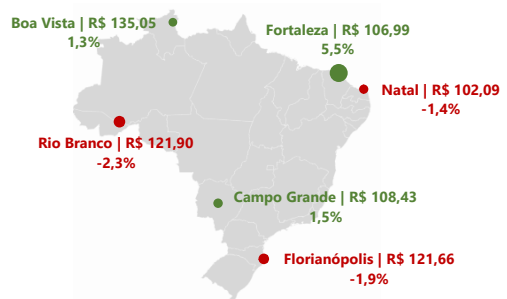 Boa Vista | R$ 135,05
1,3%
Fortaleza | R$ 106,99
5,5%
Natal | R$ 102,09
-1,4%
Rio Branco | R$ 121,90
-2,3%
Campo Grande | R$ 108,43
1,5%
Florianópolis | R$ 121,66
-1,9%